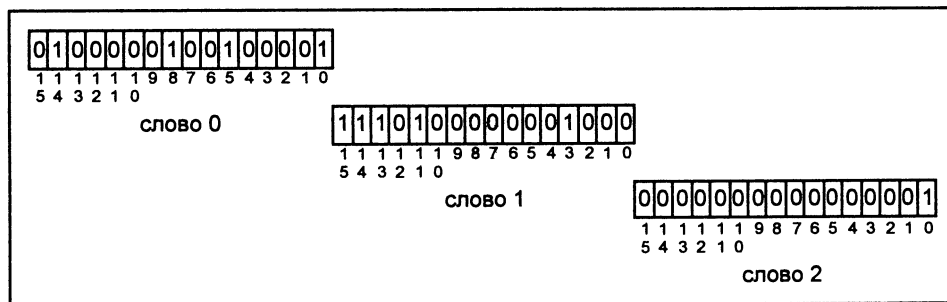 0100000100100001
1 1 1 1 1 1 9 8 7 6 5 4 3 2 1 0
5 4 3 2 1 0
слово 0
1110100000001000
1 1 1 1 1 1 9 8 7 6 5 4 3 2 1 0
5 4 3 2 1 0
слово 1
0000000000000001
1 1 1 1 1 1 9 8 7 6 5 4 3 2 1 0
5 4 3 2 1 0
слово 2